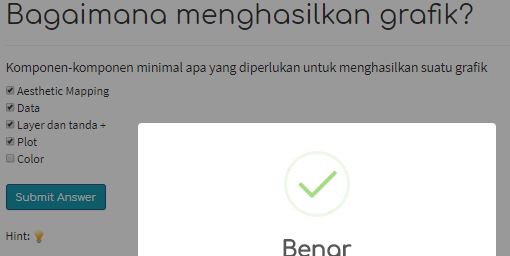 Bagaimana menghasilkan grafik?
Komponen-komponen minimal apa yang diperlukan untuk menghasilkan suatu grafik
Aesthetic Mapping
Data
Layer dan tanda +
Plot
Color
Submit Answer
Hint:
Benar